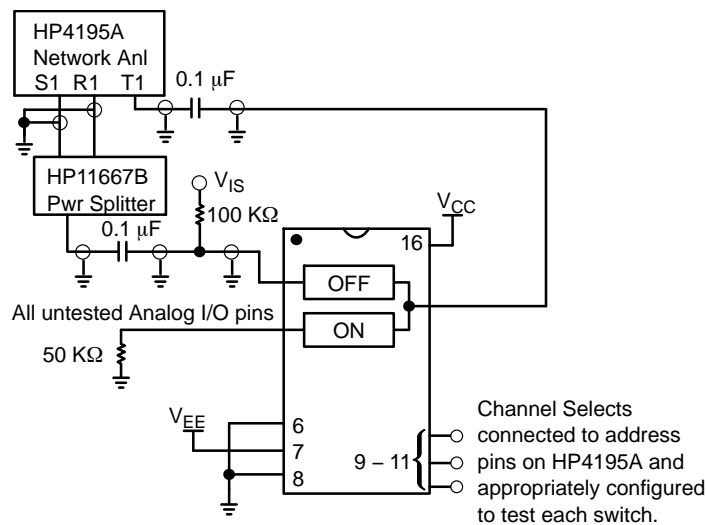 HP4195A
Network Anl
S1 R1 T1
0.1 μF
HP11667B
Pwr Splitter
V_IS
100 KΩ
0.1 μF
V_CC
16
OFF
All untested Analog I/O pins
ON
50 KΩ
V_EE
6
7
8
9 – 11
Channel Selects
connected to address
pins on HP4195A and
appropriately configured
to test each switch.